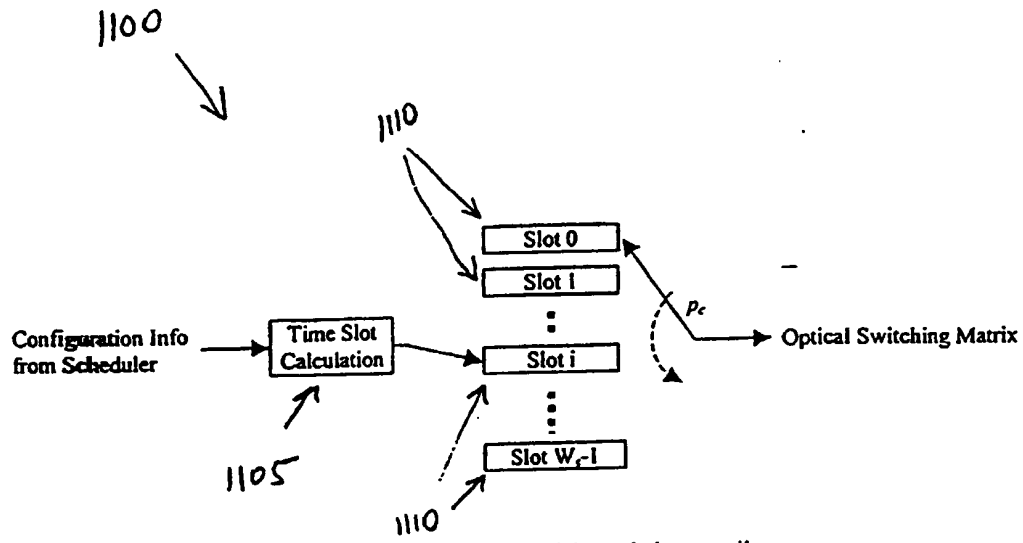 1100
1110
Slot 0
Slot 1
Configuration Info
from Scheduler
Time Slot
Calculation
Slot i
p_c
Optical Switching Matrix
Slot W_s-1
1105
1110